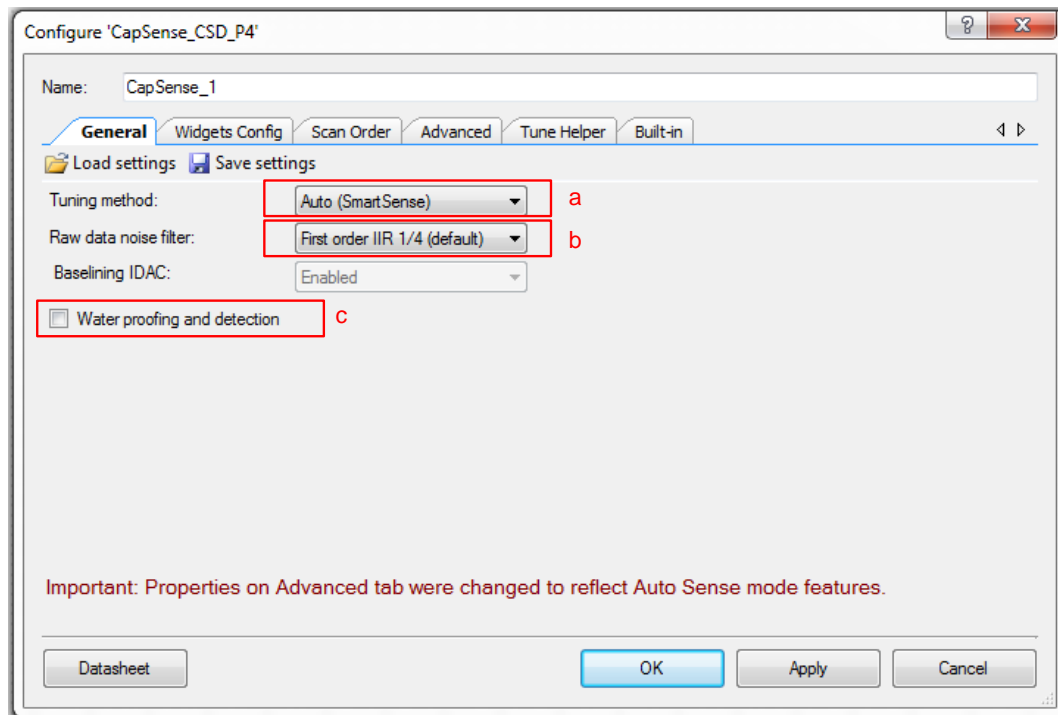 Configure 'CapSense_CSD_P4'
Name: CapSense_1
General Widgets Config Scan Order Advanced Tune Helper Built-in
Load settings Save settings
Tuning method: Auto (SmartSense) a
Raw data noise filter: First order IIR 1/4 (default) b
Baselining IDAC: Enabled
Water proofing and detection c
Important: Properties on Advanced tab were changed to reflect Auto Sense mode features.
Datasheet OK Apply Cancel